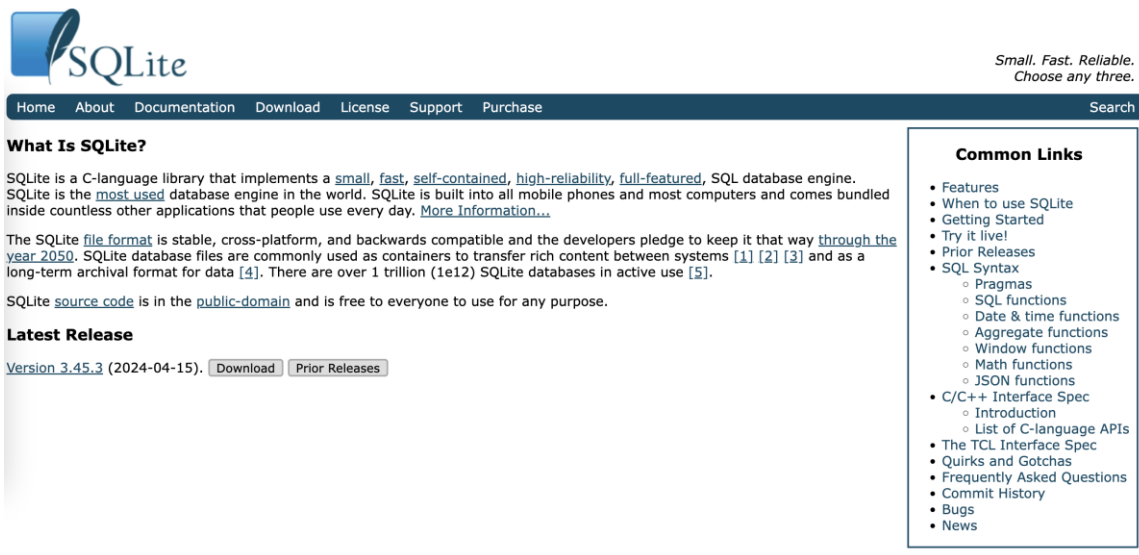 SQLite
Small. Fast. Reliable.
Choose any three.
Home About Documentation Download License Support Purchase Search
What Is SQLite?
SQLite is a C-language library that implements a small, fast, self-contained, high-reliability, full-featured, SQL database engine.
SQLite is the most used database engine in the world. SQLite is built into all mobile phones and most computers and comes bundled
inside countless other applications that people use every day. More Information...
The SQLite file format is stable, cross-platform, and backwards compatible and the developers pledge to keep it that way through the
year 2050. SQLite database files are commonly used as containers to transfer rich content between systems [1] [2] [3] and as a
long-term archival format for data [4]. There are over 1 trillion (1e12) SQLite databases in active use [5].
SQLite source code is in the public-domain and is free to everyone to use for any purpose.
Latest Release
Version 3.45.3 (2024-04-15). Download Prior Releases
Common Links
• Features
• When to use SQLite
• Getting Started
• Try it live!
• Prior Releases
• SQL Syntax
◦ Pragmas
◦ SQL functions
◦ Date & time functions
◦ Aggregate functions
◦ Window functions
◦ Math functions
◦ JSON functions
• C/C++ Interface Spec
◦ Introduction
◦ List of C-language APIs
• The TCL Interface Spec
• Quirks and Gotchas
• Frequently Asked Questions
• Commit History
• Bugs
• News